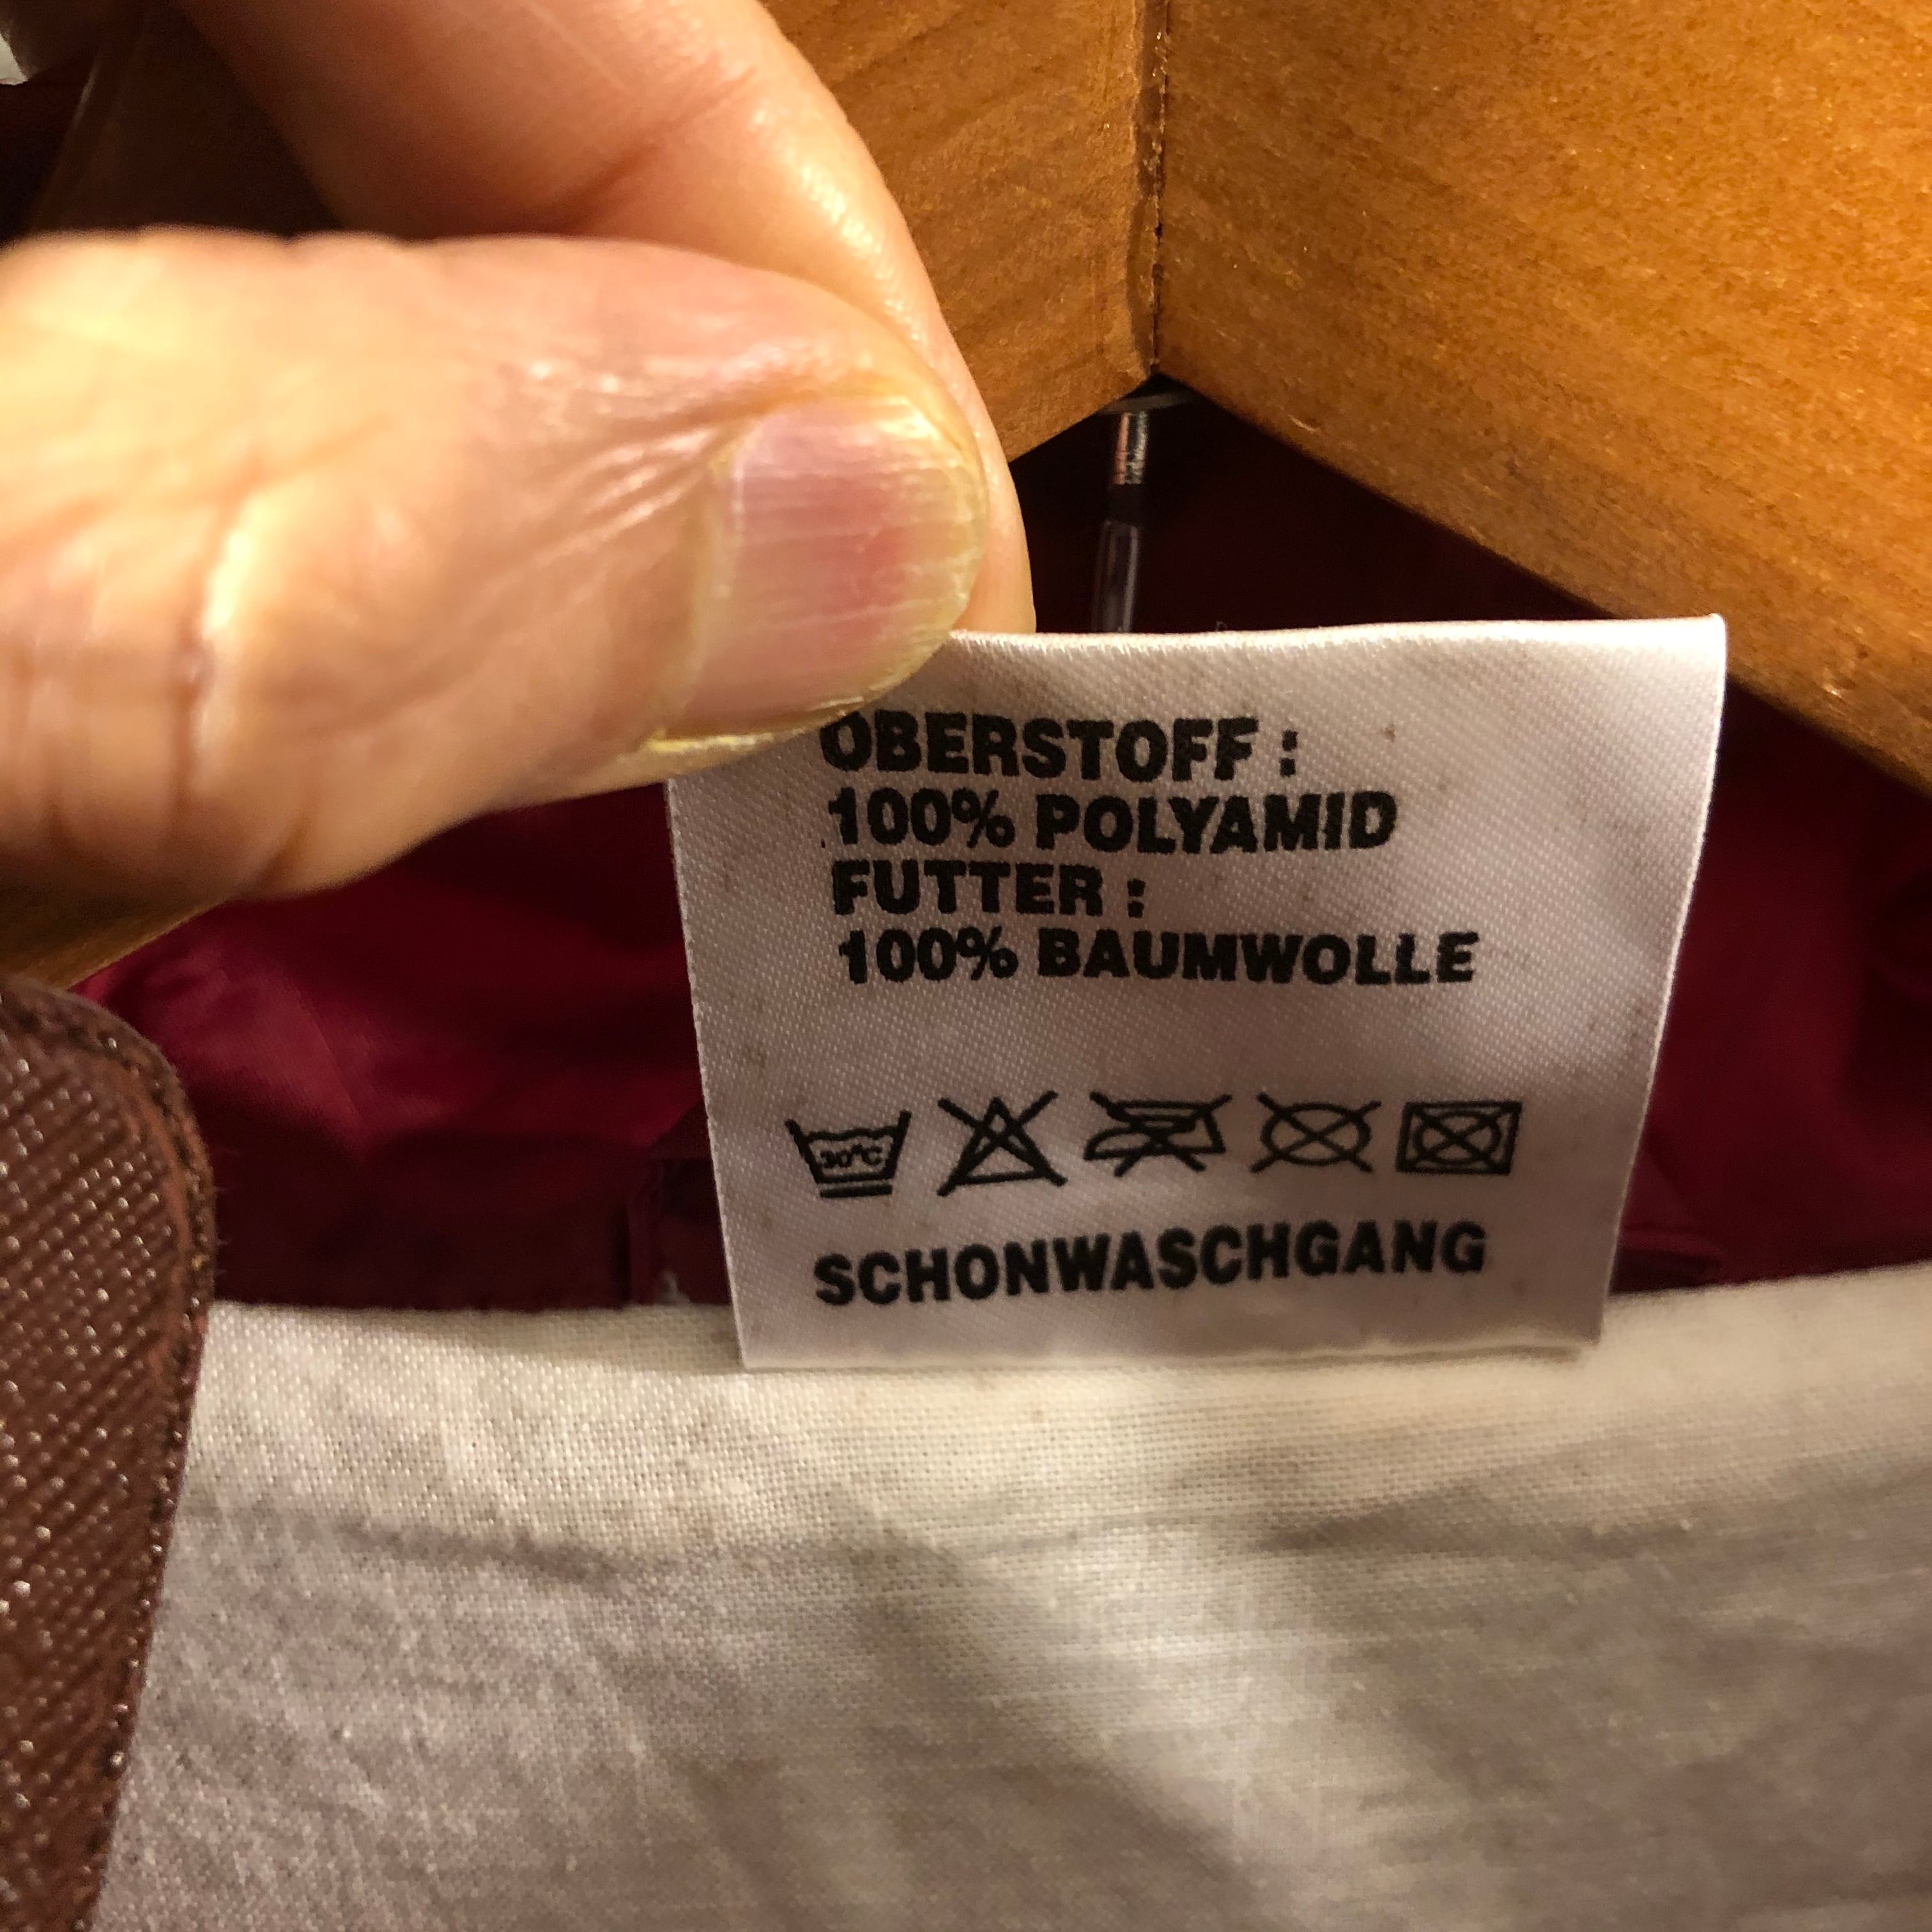 OBERSTOFF :
100% POLYAMID
FUTTER :
100% BAUMWOLLE
30°C
SCHONWASCHGANG